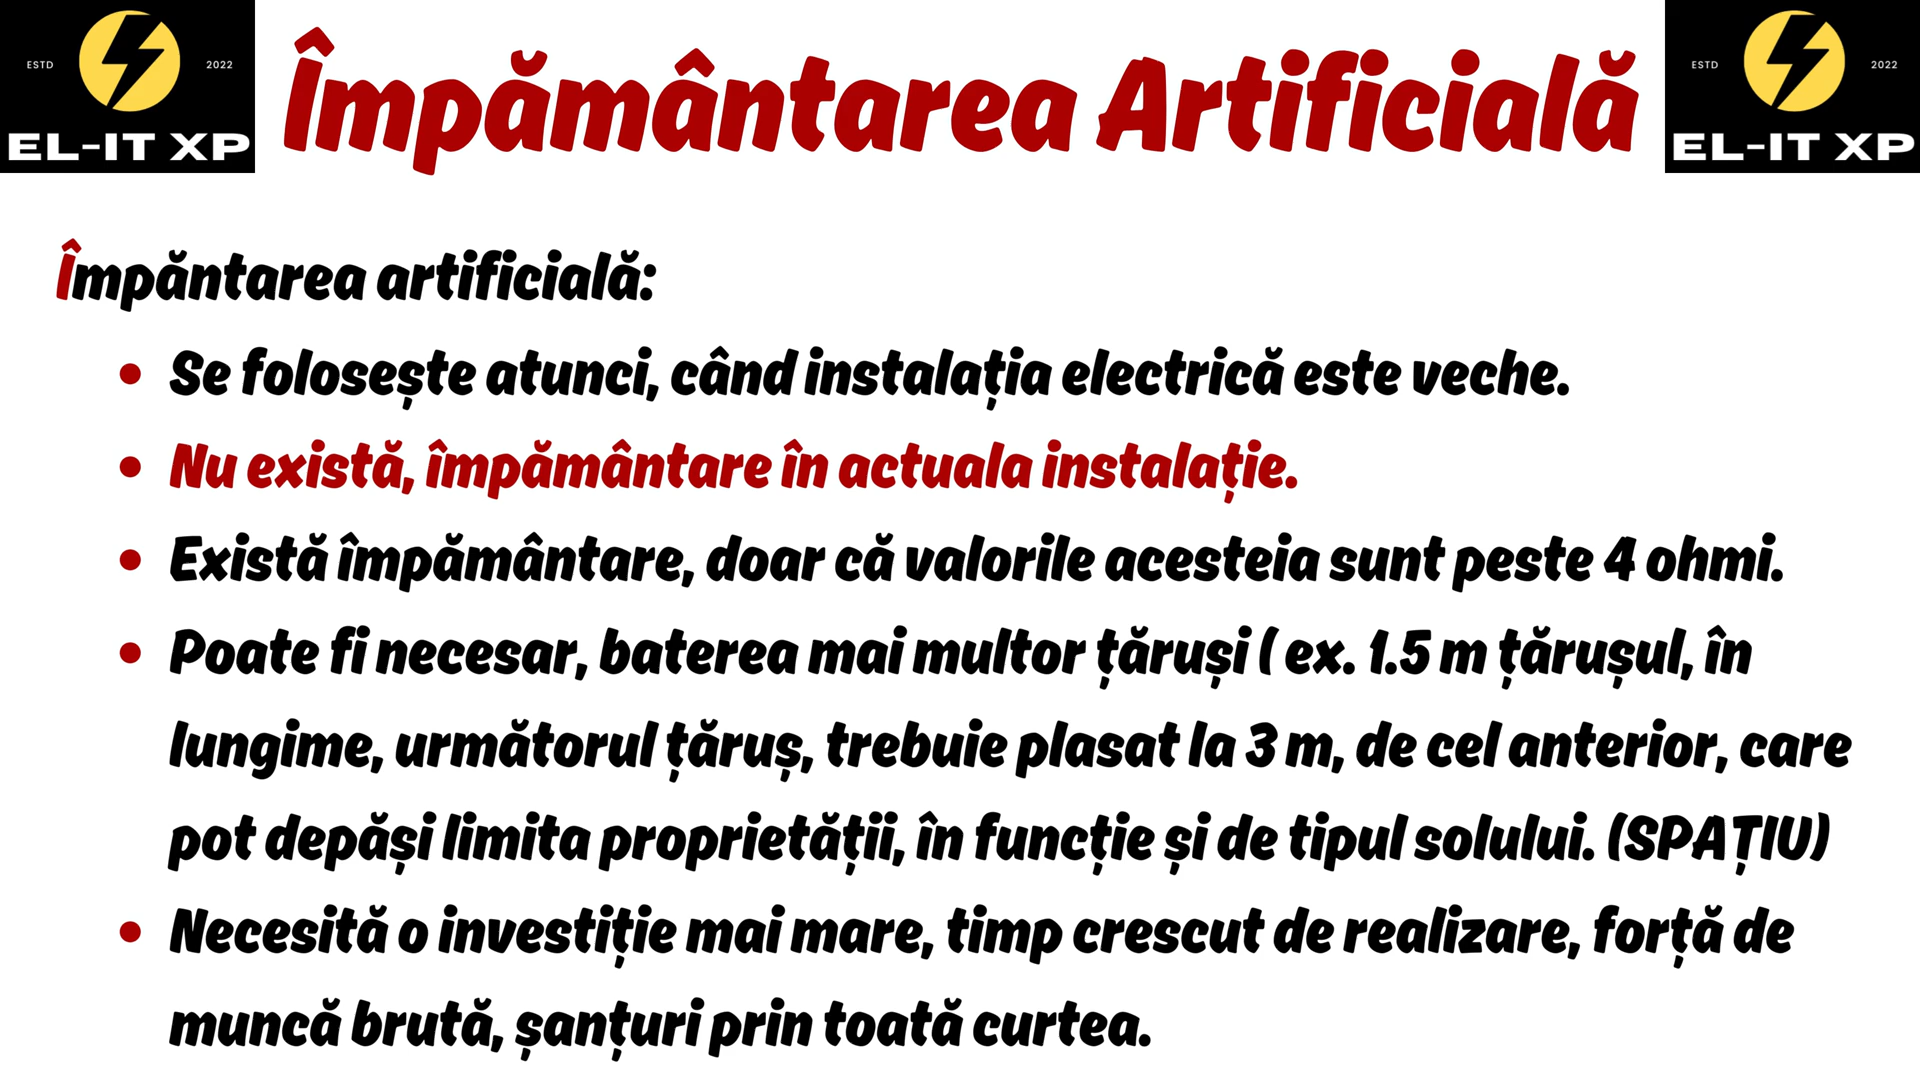 ESTD 2022
EL-IT XP
Împământarea Artificială
ESTD 2022
EL-IT XP
Împăntarea artificială:
• Se folosește atunci, când instalația electrică este veche.
• Nu există, împământare în actuala instalație.
• Există împământare, doar că valorile acesteia sunt peste 4 ohmi.
• Poate fi necesar, baterea mai multor țăruși ( ex. 1.5 m țărușul, în
lungime, următorul țăruș, trebuie plasat la 3 m, de cel anterior, care
pot depăși limita proprietății, în funcție și de tipul solului. (SPAȚIU)
• Necesită o investiție mai mare, timp crescut de realizare, forță de
muncă brută, șanțuri prin toată curtea.